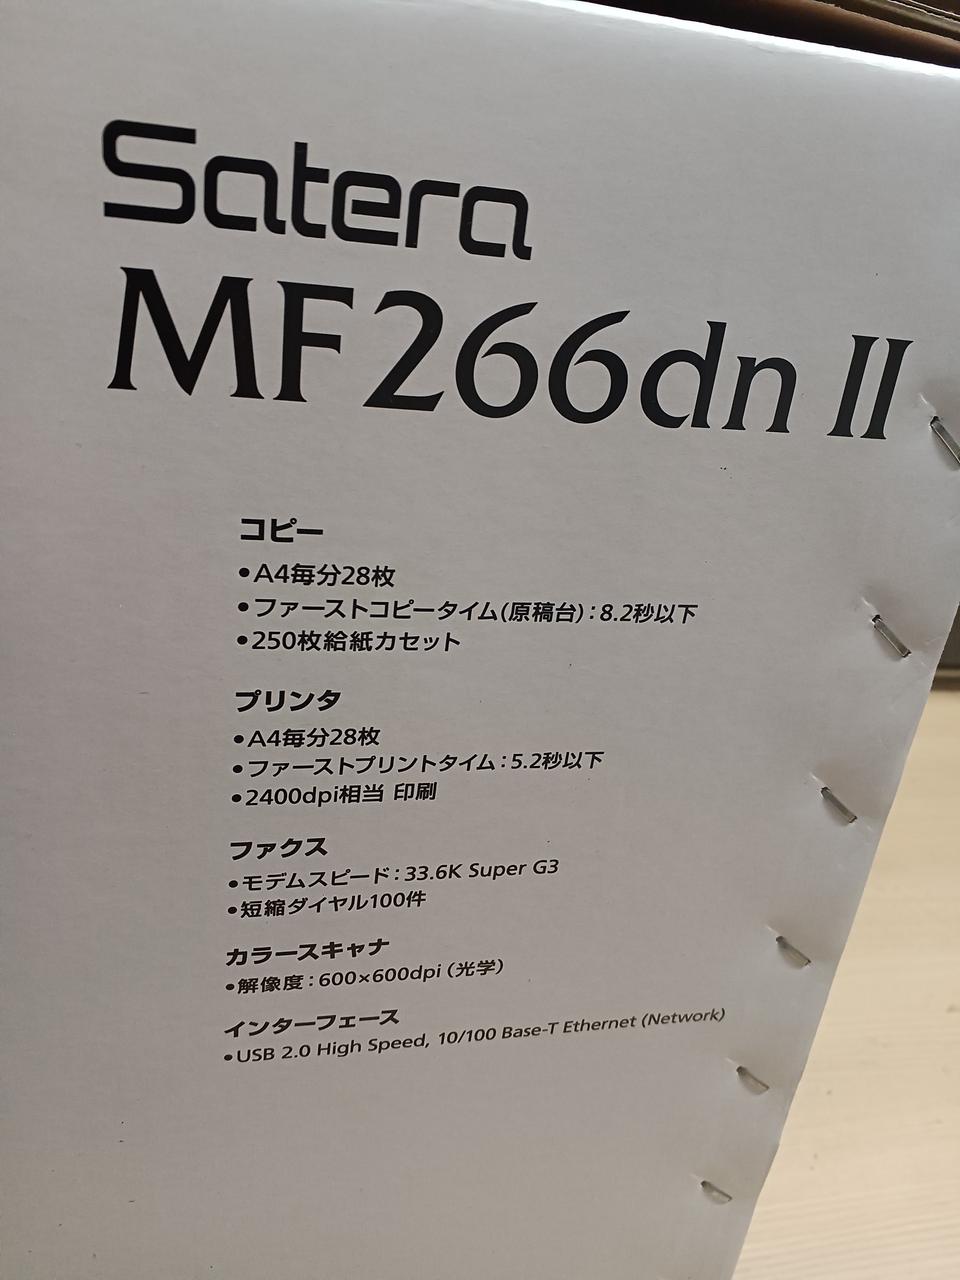 Satera
MF266dn II
コピー
•A4毎分28枚
•ファーストコピータイム(原稿台):8.2秒以下
•250枚給紙カセット
プリンタ
•A4毎分28枚
•ファーストプリントタイム:5.2秒以下
•2400dpi相当 印刷
ファクス
•モデムスピード:33.6K Super G3
•短縮ダイヤル100件
カラースキャナ
•解像度:600×600dpi(光学)
インターフェース
•USB 2.0 High Speed, 10/100 Base-T Ethernet (Network)